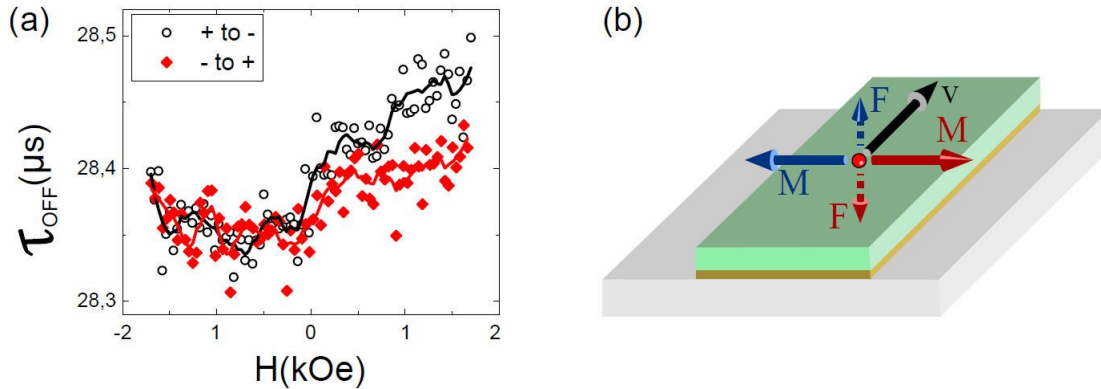 (a)
28,5
28,4
28,3
τOFF(μs)
+ to -
- to +
-2
1
0
1
2
H(kOe)
(b)
F
v
M
M
F